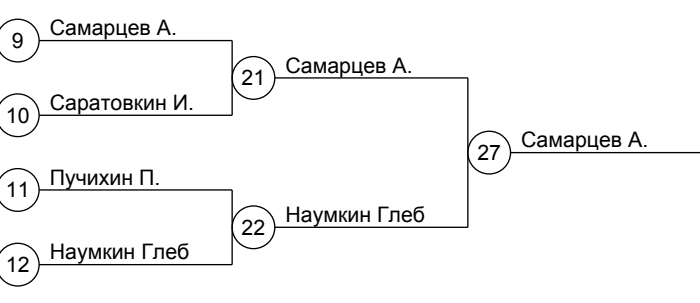 9 Самарцев А.
21 Самарцев А.
10 Саратовкин И.
27 Самарцев А.
11 Пучихин П.
22 Наумкин Глеб
12 Наумкин Глеб